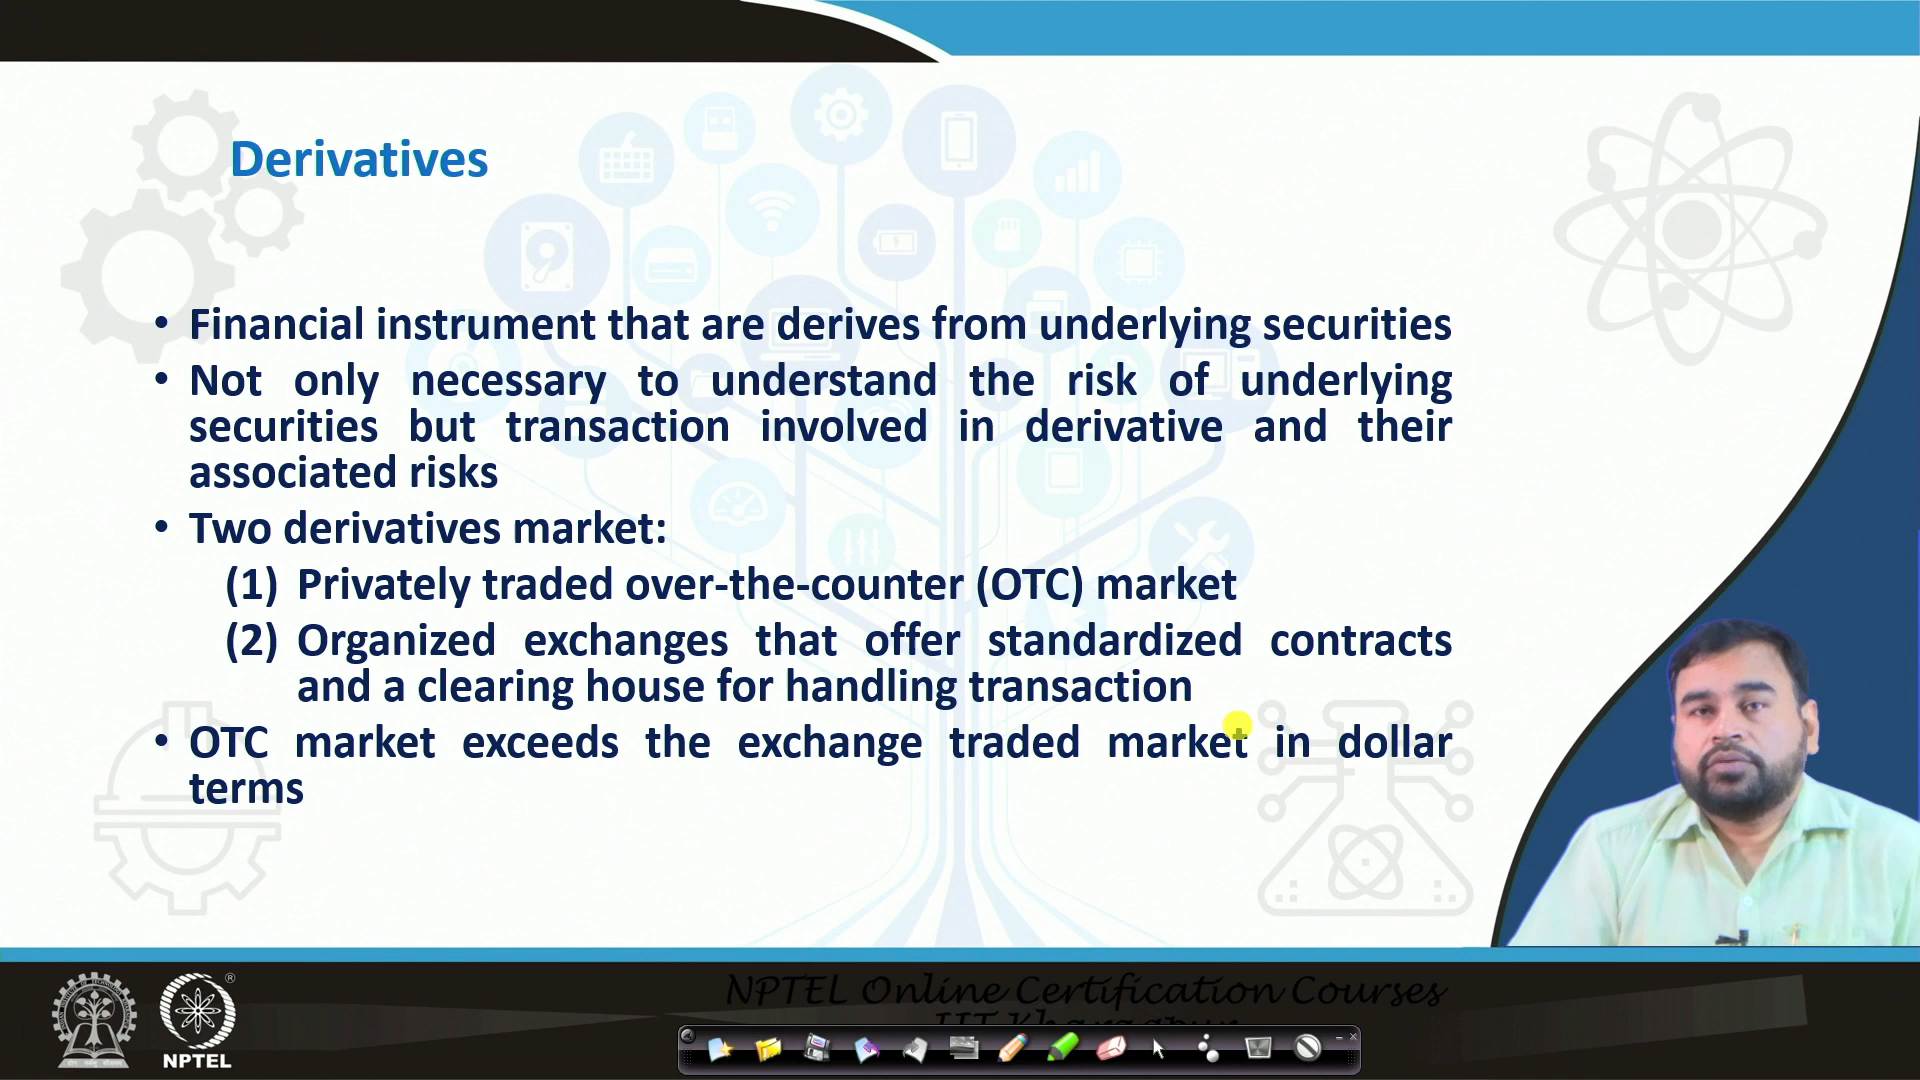 Derivatives
• Financial instrument that are derives from underlying securities
• Not only necessary to understand the risk of underlying
securities but transaction involved in derivative and their
associated risks
• Two derivatives market:
(1) Privately traded over-the-counter (OTC) market
(2) Organized exchanges that offer standardized contracts
and a clearing house for handling transaction
• OTC market exceeds the exchange traded market in dollar
terms
NPTEL Online Certification Courses
IIT Kharagpur
®
NPTEL